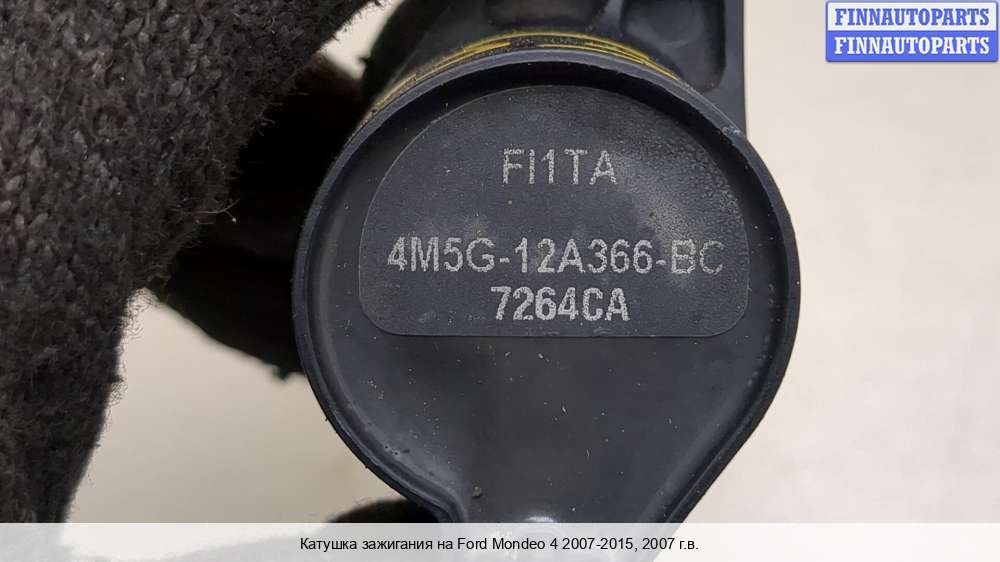 FINNAUTOPARTS
FINNAUTOPARTS
FI1TA
4M5G-12A366-BC
7264CA
Катушка зажигания на Ford Mondeo 4 2007-2015, 2007 г.в.